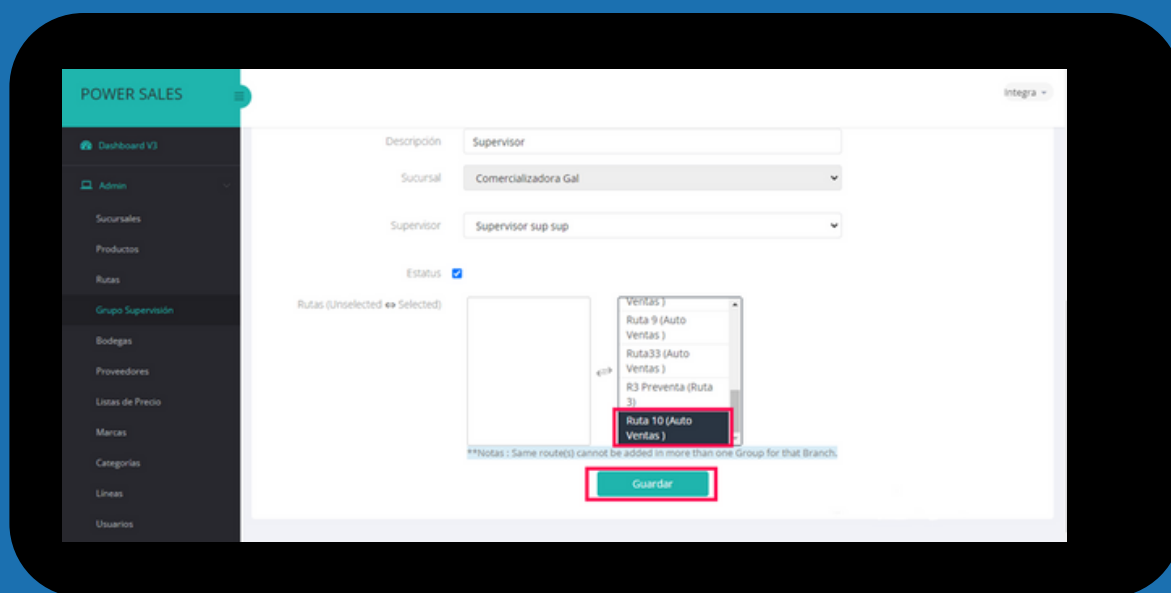 POWER SALES
Integra
Dashboard V3
Admin
Sucursales
Productos
Rutas
Grupo Supervisión
Bodegas
Proveedores
Listas de Precio
Marcas
Categorías
Líneas
Usuarios
Descripción
Supervisor
Sucursal
Comercializadora Gal
Supervisor
Supervisor sup sup
Estatus
Rutas (Unselected ⇔ Selected)
Ventas )
Ruta 9 (Auto
Ventas )
Ruta33 (Auto
Ventas )
R3 Preventa (Ruta
3)
Ruta 10 (Auto
Ventas )
**Notas : Same route(s) cannot be added in more than one Group for that Branch.
Guardar